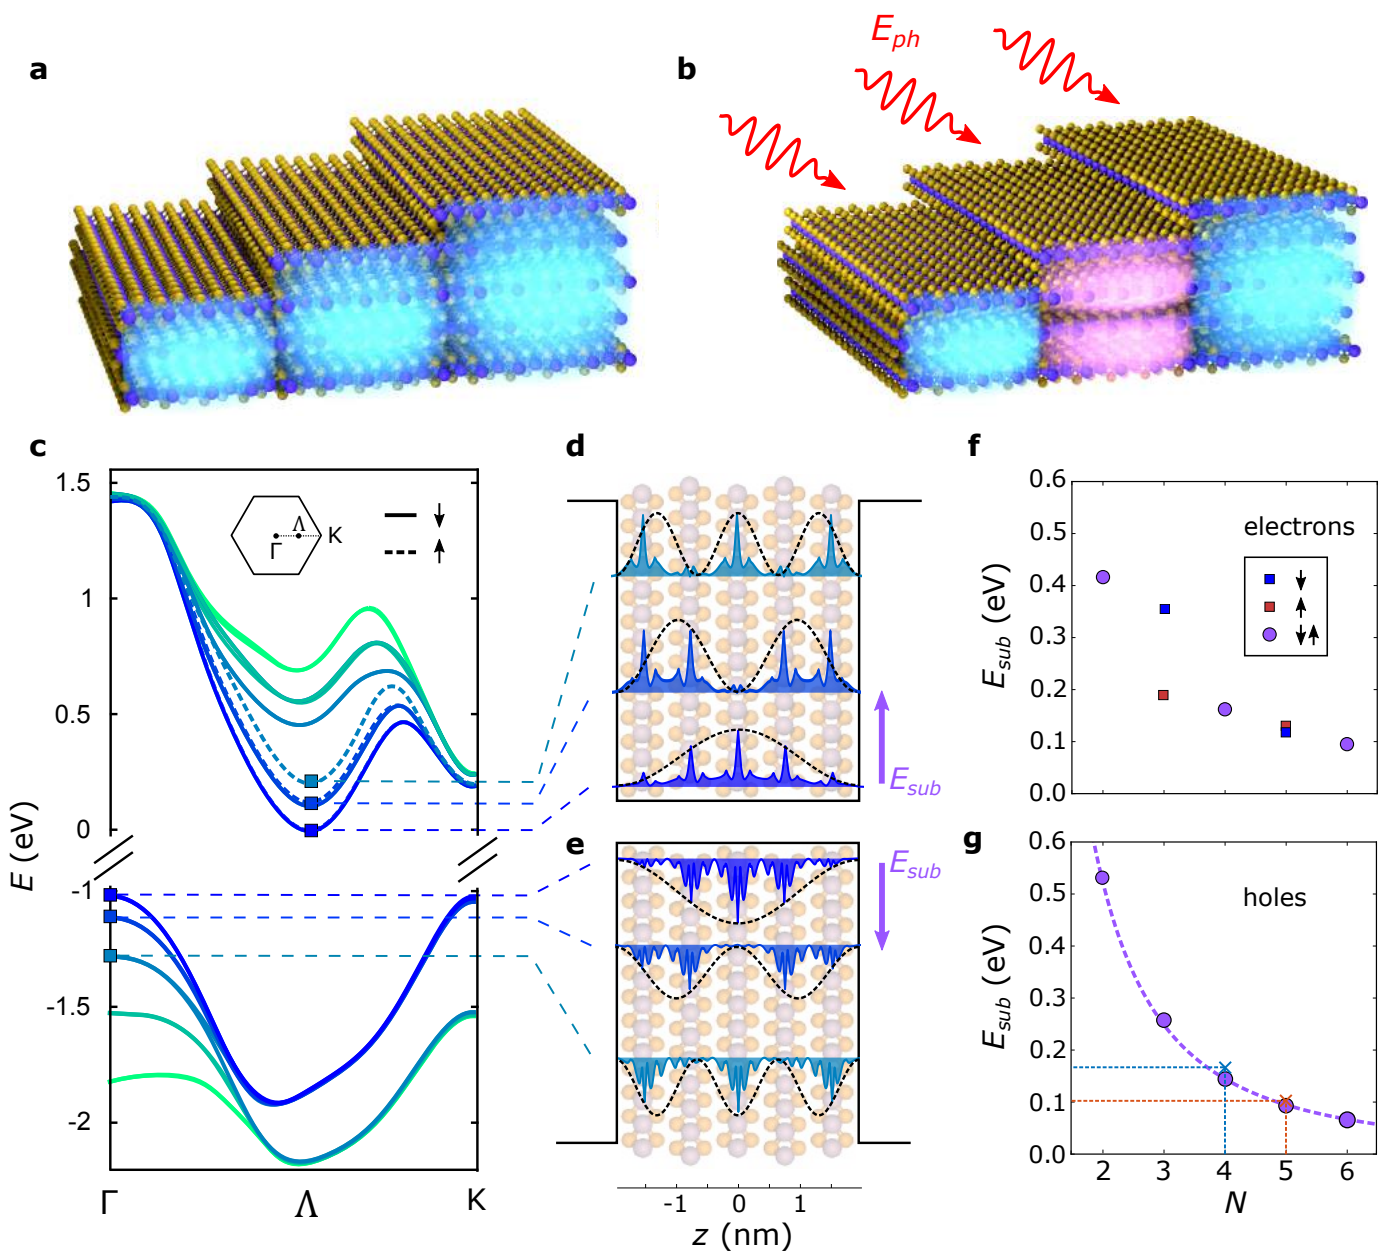 a
b
E_ph
c
E (eV)
1.5
1
0.5
0
-1
-1.5
-2
Γ
Λ
K
Γ
Λ
K
↓
↑
d
E_sub
e
E_sub
-1
0
1
z (nm)
f
E_sub (eV)
0.6
0.5
0.4
0.3
0.2
0.1
0.0
electrons
↓
↑
↓↑
g
E_sub (eV)
0.6
0.5
0.4
0.3
0.2
0.1
0.0
holes
2
3
4
5
6
N